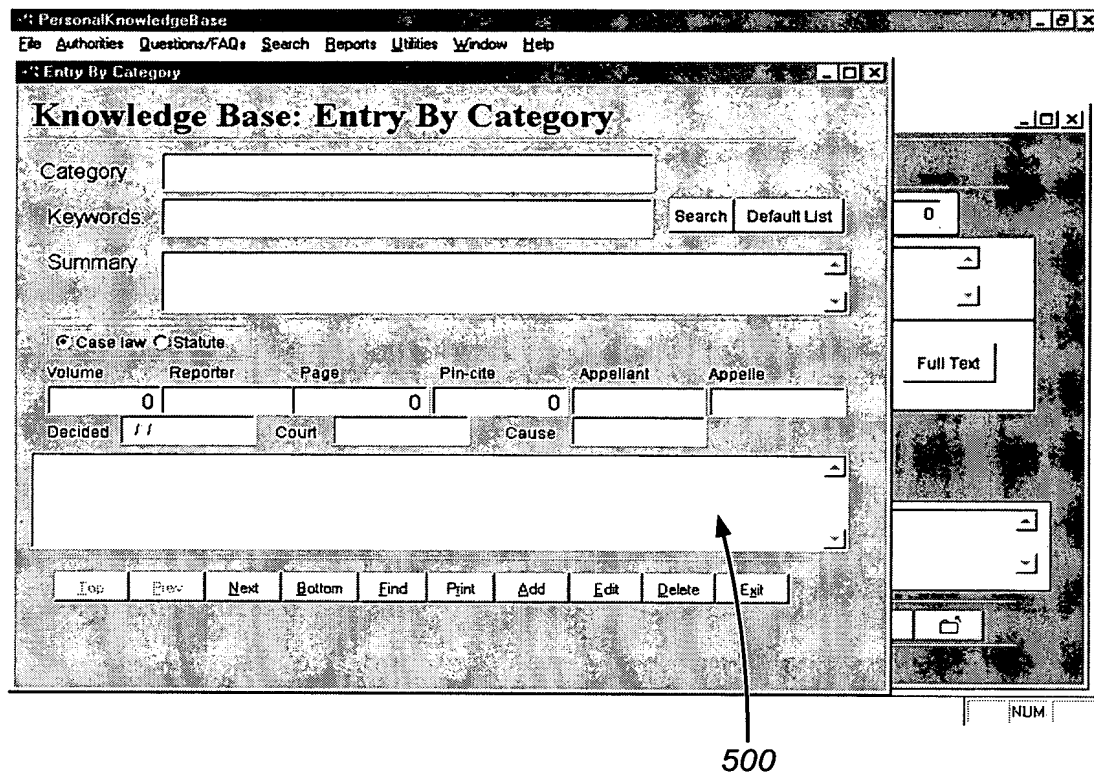 PersonalKnowledgeBase
File Authorities Questions/FAQs Search Reports Utilities Window Help
Entry By Category
Knowledge Base: Entry By Category
Category
Keywords:
Search Default List
0
Summary
Case law Statute
Full Text
Volume Reporter Page Pin-cite Appellant Appelle
0 0 0
Decided / / Court Cause
Top Prev Next Bottom Find Print Add Edit Delete Exit
NUM
500